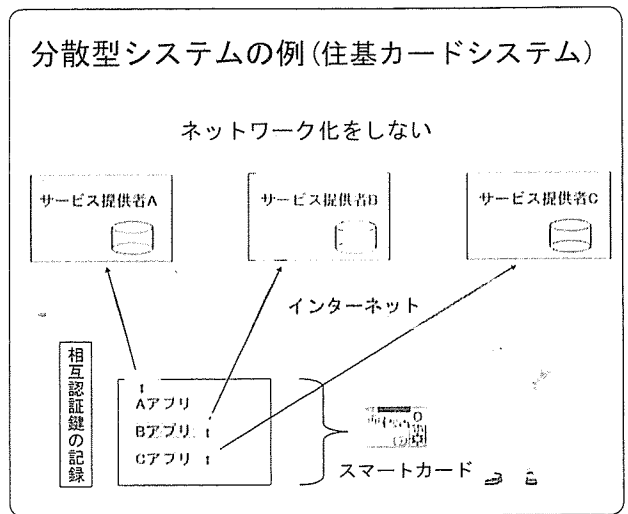 分散型システムの例(住基カードシステム)
ネットワーク化をしない
サービス提供者A
サービス提供者B
サービス提供者C
インターネット
相互認証鍵の記録
Aアプリ
Bアプリ
Cアプリ
スマートカード